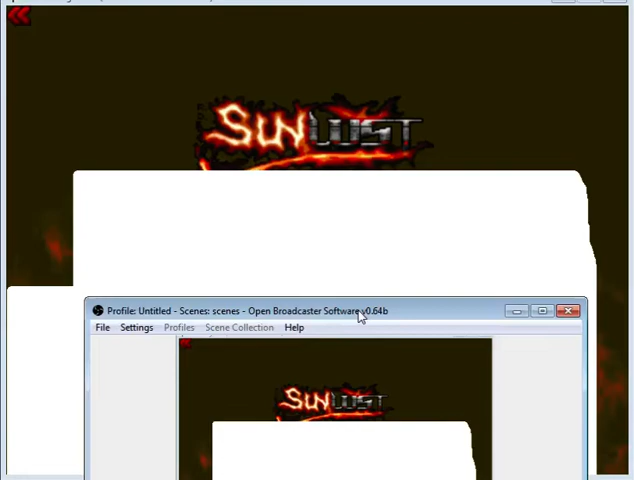 SUNLUST
Profile: Untitled - Scenes: scenes - Open Broadcaster Software v0.64b
File Settings Profiles Scene Collection Help
SUNLUST